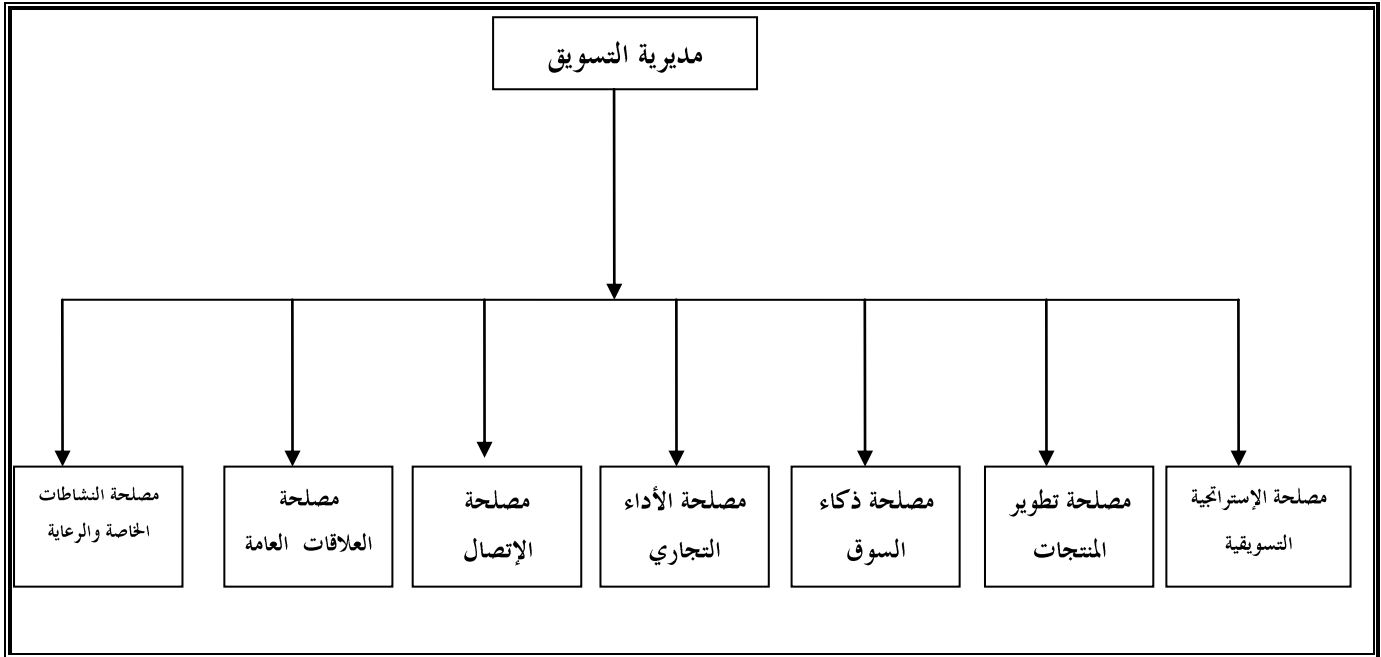 مديرية التسويق
مصلحة الإستراتجية
التسويقية
مصلحة تطوير
المنتجات
مصلحة ذكاء
السوق
مصلحة الأداء
التجاري
مصلحة
الإتصال
مصلحة
العلاقات العامة
مصلحة النشاطات
الخاصة والرعاية